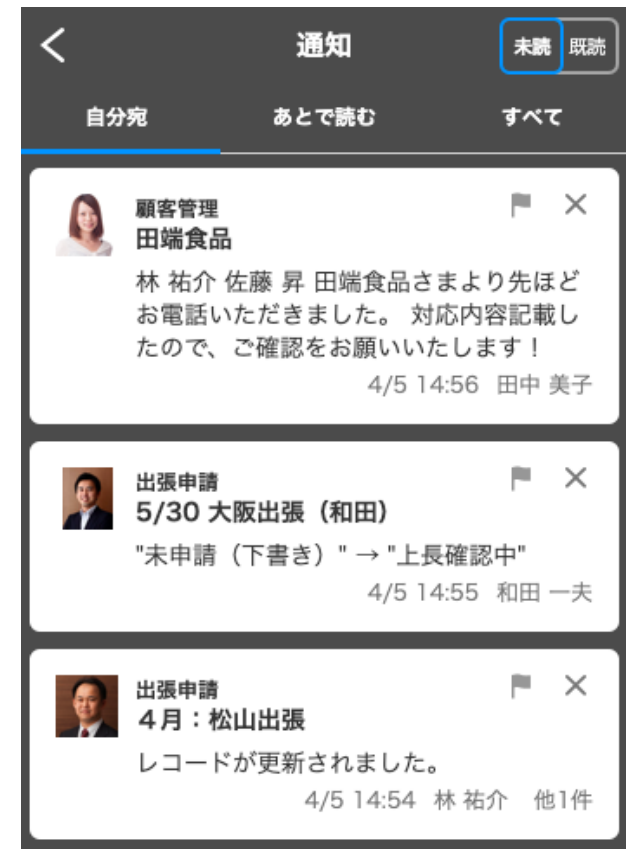 通知
未読 既読
自分宛 あとで読む すべて
顧客管理
田端食品
林 祐介 佐藤 昇 田端食品さまより先ほど
お電話いただきました。 対応内容記載し
たので、ご確認をお願いいたします！
4/5 14:56 田中 美子
出張申請
5/30 大阪出張（和田）
"未申請（下書き）" → "上長確認中"
4/5 14:55 和田 一夫
出張申請
４月：松山出張
レコードが更新されました。
4/5 14:54 林 祐介 他1件